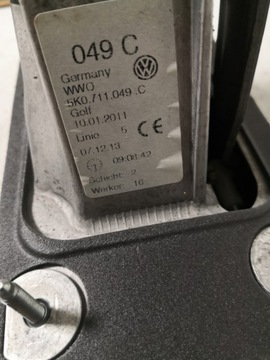 049 C
Germany
WWO
5K0.711.049 .C
Golf
10.01.2011
Linie 5
07.12.13
09:08:42
Schicht: 2
Werker: 16